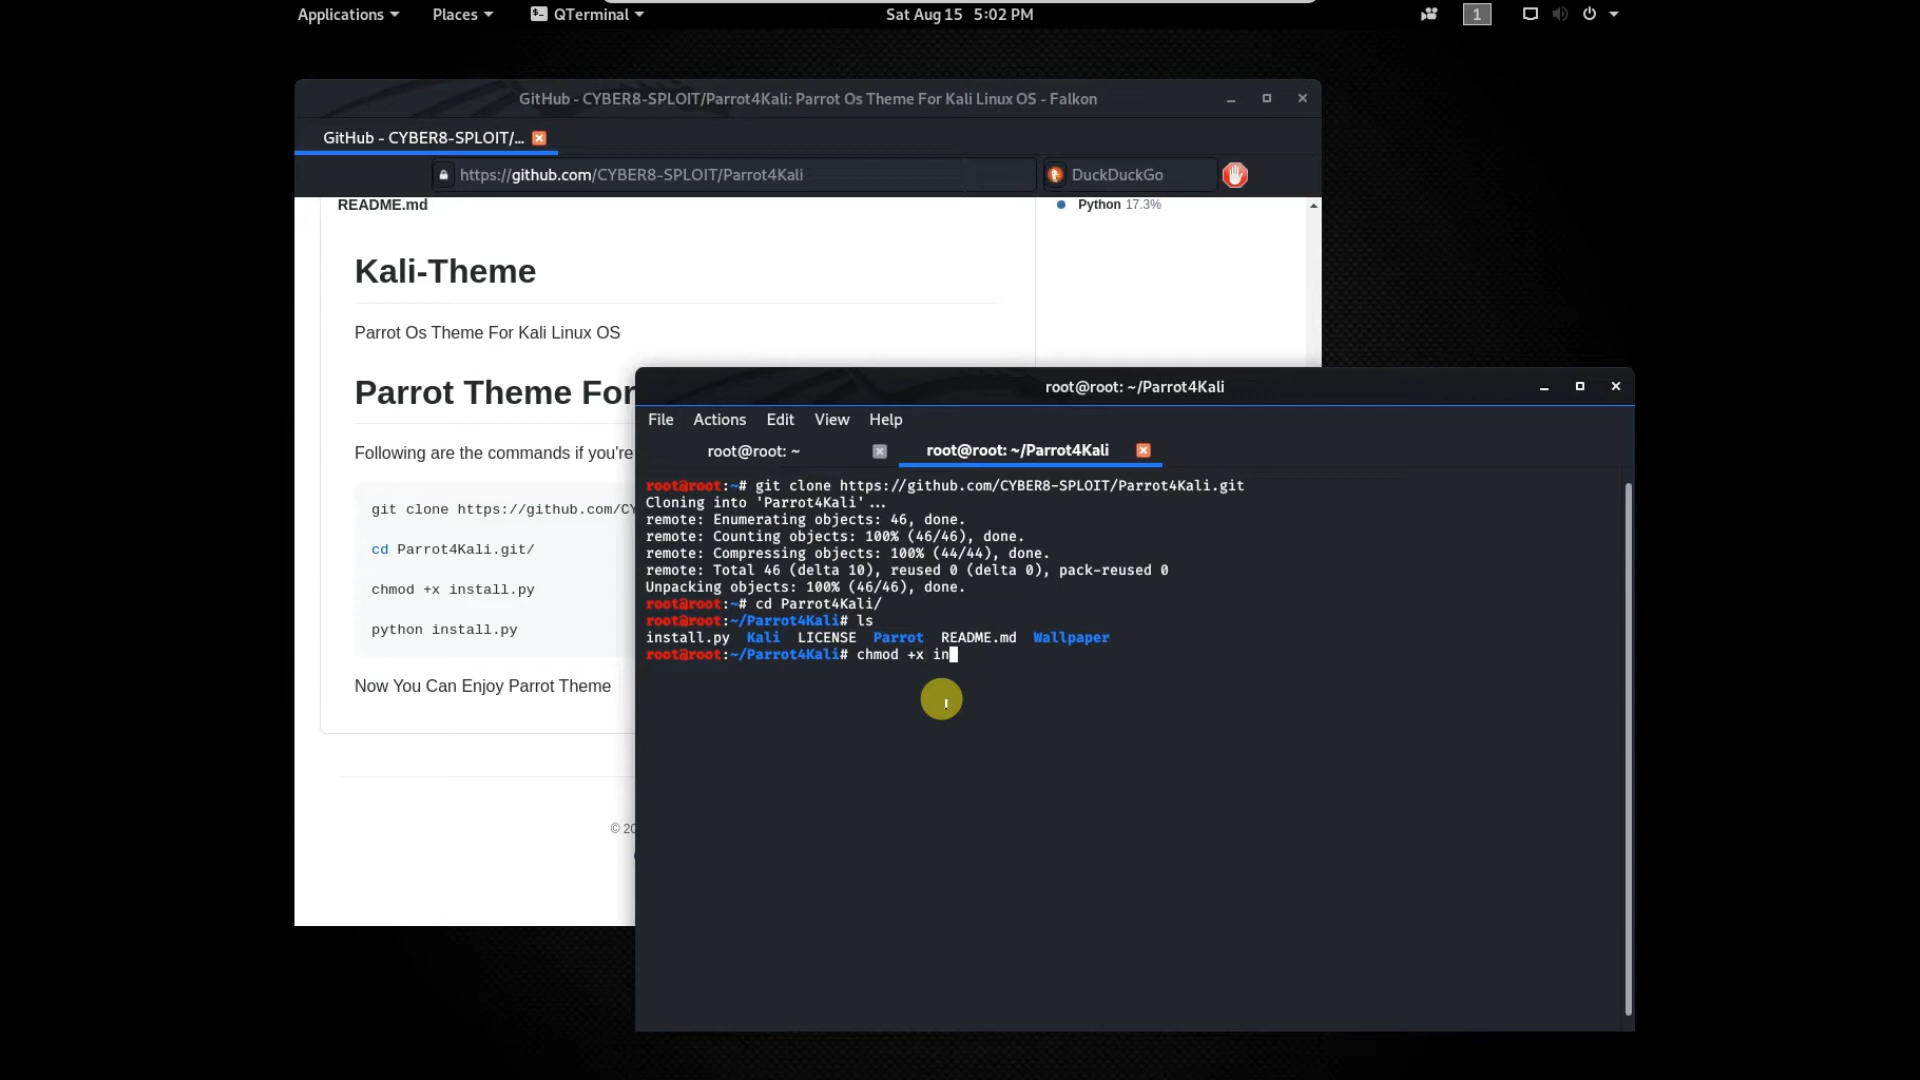 Applications Places QTerminal Sat Aug 15 5:02 PM 1
GitHub - CYBER8-SPLOIT/Parrot4Kali: Parrot Os Theme For Kali Linux OS - Falkon
GitHub - CYBER8-SPLOIT/...
https://github.com/CYBER8-SPLOIT/Parrot4Kali DuckDuckGo
README.md
Python 17.3%
Kali-Theme
Parrot Os Theme For Kali Linux OS
Parrot Theme For
Following are the commands if you're
git clone https://github.com/CY
cd Parrot4Kali.git/
chmod +x install.py
python install.py
Now You Can Enjoy Parrot Theme
© 20
root@root: ~/Parrot4Kali
File Actions Edit View Help
root@root: ~ root@root: ~/Parrot4Kali
root@root:~# git clone https://github.com/CYBER8-SPLOIT/Parrot4Kali.git
Cloning into 'Parrot4Kali'...
remote: Enumerating objects: 46, done.
remote: Counting objects: 100% (46/46), done.
remote: Compressing objects: 100% (44/44), done.
remote: Total 46 (delta 10), reused 0 (delta 0), pack-reused 0
Unpacking objects: 100% (46/46), done.
root@root:~# cd Parrot4Kali/
root@root:~/Parrot4Kali# ls
install.py Kali LICENSE Parrot README.md Wallpaper
root@root:~/Parrot4Kali# chmod +x in